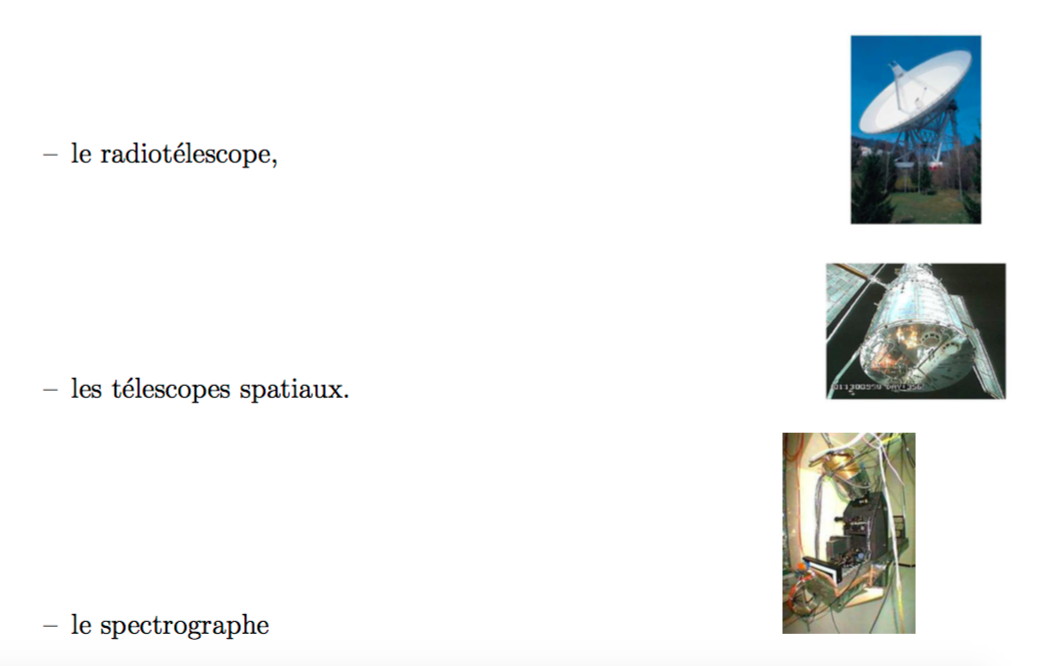 – le radiotélescope,
– les télescopes spatiaux.
– le spectrographe